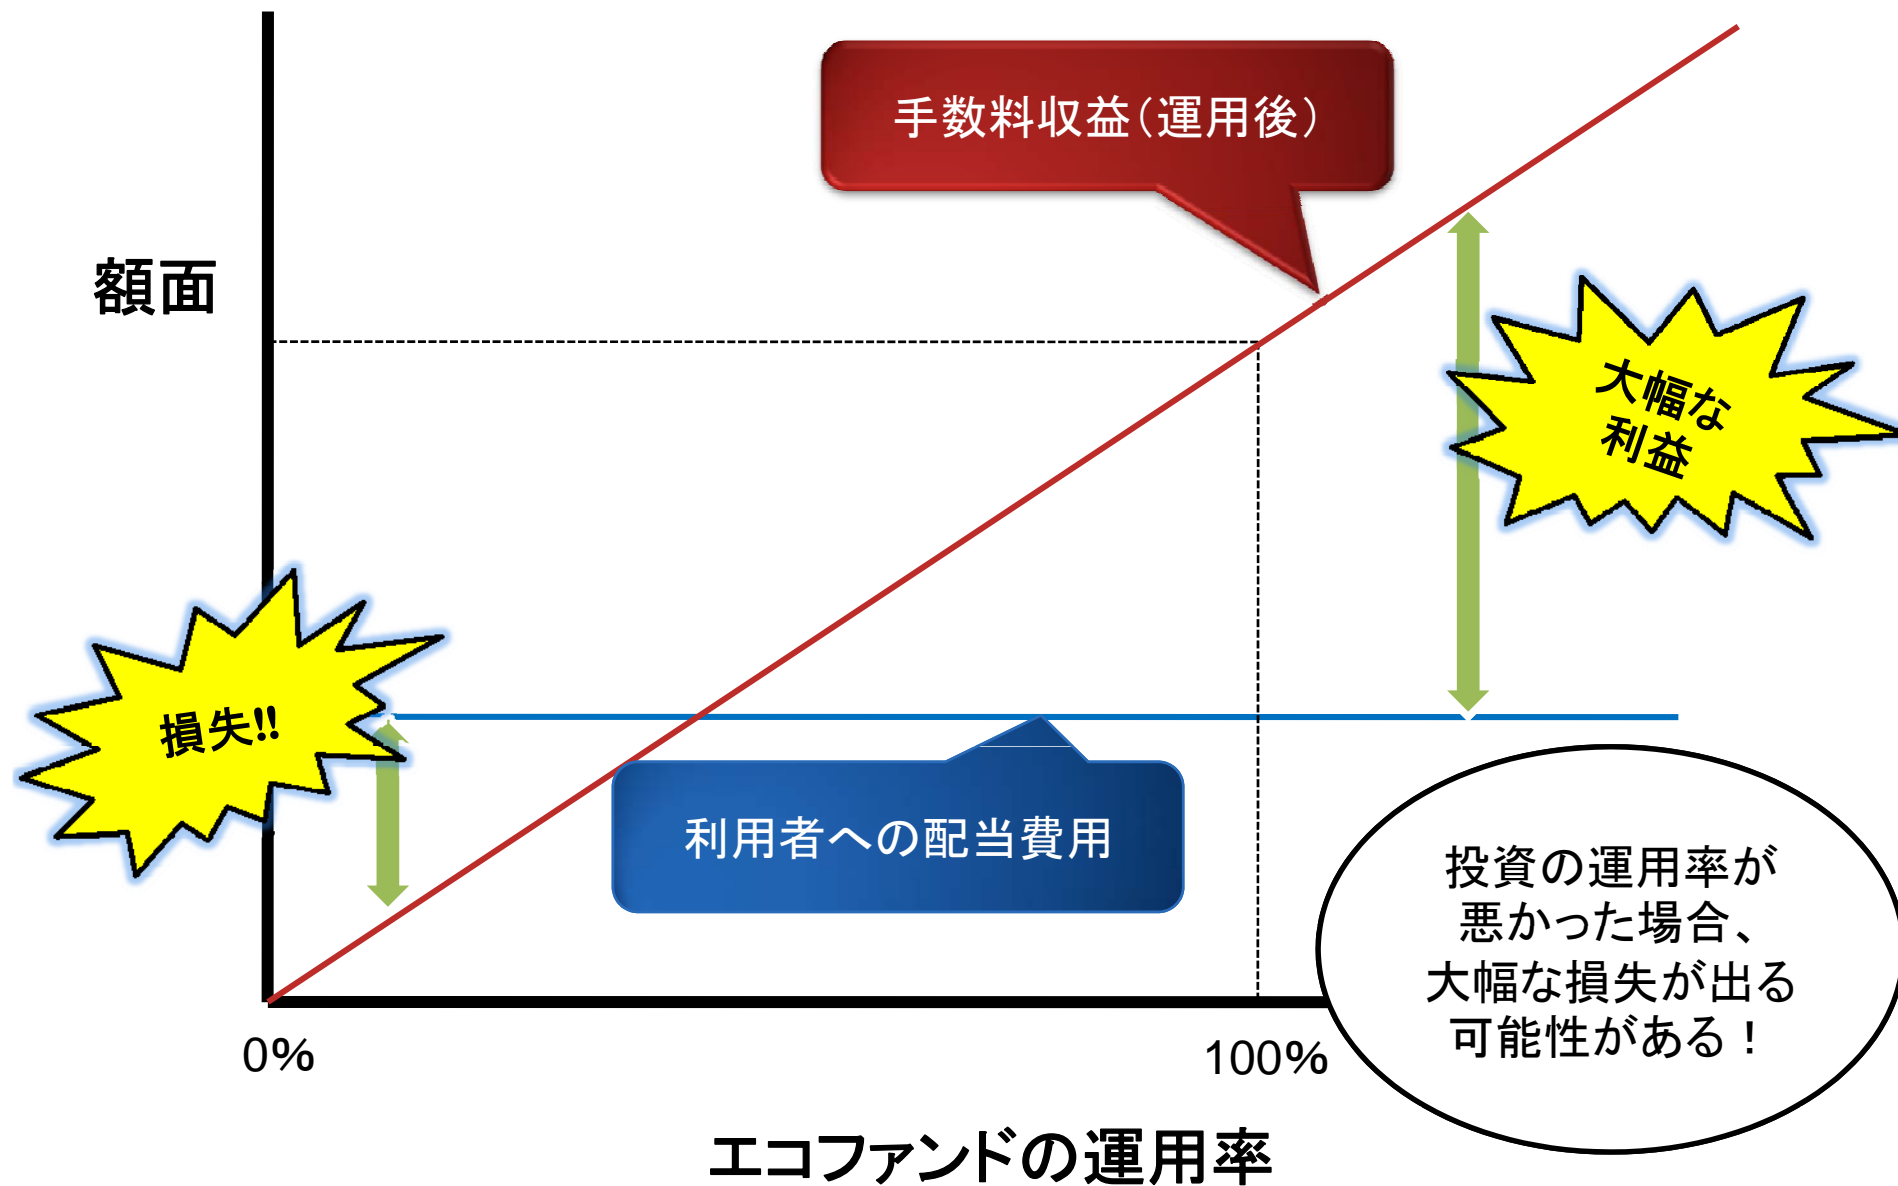 手数料収益（運用後）
額面
大幅な
利益
損失!!
利用者への配当費用
投資の運用率が
悪かった場合、
大幅な損失が出る
可能性がある！
0%
100%
エコファンドの運用率